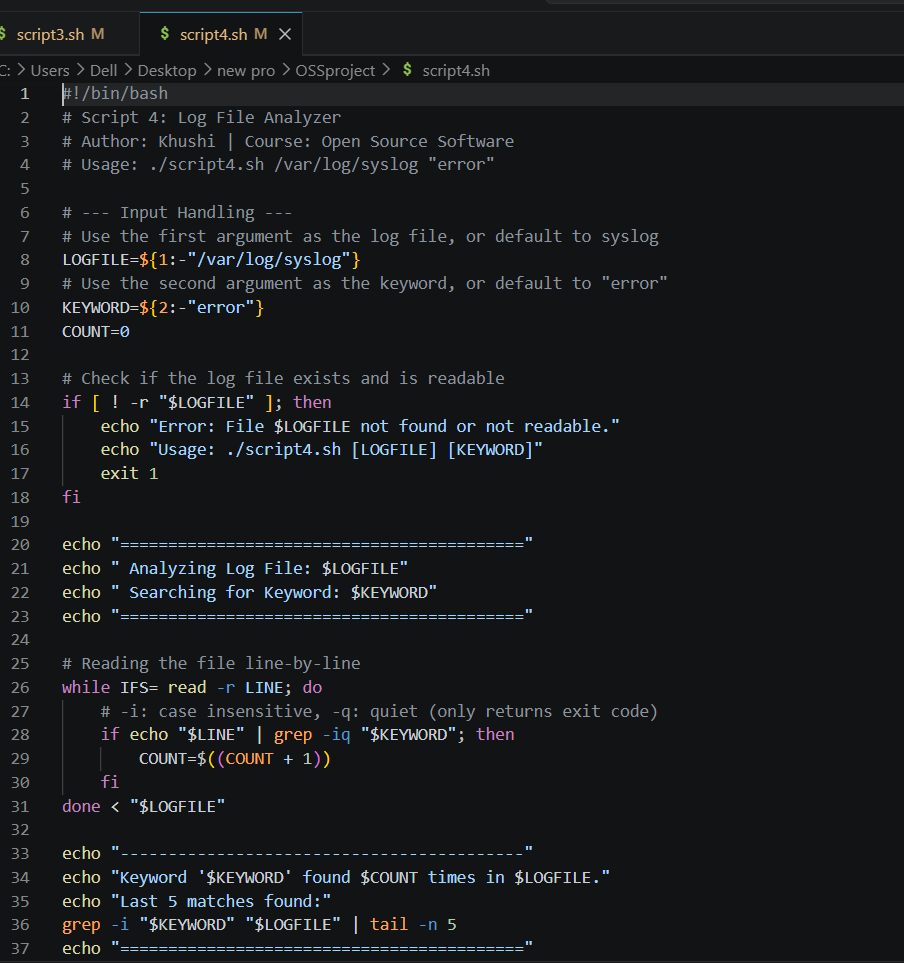 $ script3.sh M
$ script4.sh M ×
C: > Users > Dell > Desktop > new pro > OSSproject > $ script4.sh
1 #!/bin/bash
2 # Script 4: Log File Analyzer
3 # Author: Khushi | Course: Open Source Software
4 # Usage: ./script4.sh /var/log/syslog "error"
5
6 # --- Input Handling ---
7 # Use the first argument as the log file, or default to syslog
8 LOGFILE=${1:-"/var/log/syslog"}
9 # Use the second argument as the keyword, or default to "error"
10 KEYWORD=${2:-"error"}
11 COUNT=0
12
13 # Check if the log file exists and is readable
14 if [ ! -r "$LOGFILE" ]; then
15     echo "Error: File $LOGFILE not found or not readable."
16     echo "Usage: ./script4.sh [LOGFILE] [KEYWORD]"
17     exit 1
18 fi
19
20 echo "=========================================="
21 echo " Analyzing Log File: $LOGFILE"
22 echo " Searching for Keyword: $KEYWORD"
23 echo "=========================================="
24
25 # Reading the file line-by-line
26 while IFS= read -r LINE; do
27     # -i: case insensitive, -q: quiet (only returns exit code)
28     if echo "$LINE" | grep -iq "$KEYWORD"; then
29         COUNT=$((COUNT + 1))
30     fi
31 done < "$LOGFILE"
32
33 echo "------------------------------------------"
34 echo "Keyword '$KEYWORD' found $COUNT times in $LOGFILE."
35 echo "Last 5 matches found:"
36 grep -i "$KEYWORD" "$LOGFILE" | tail -n 5
37 echo "=========================================="